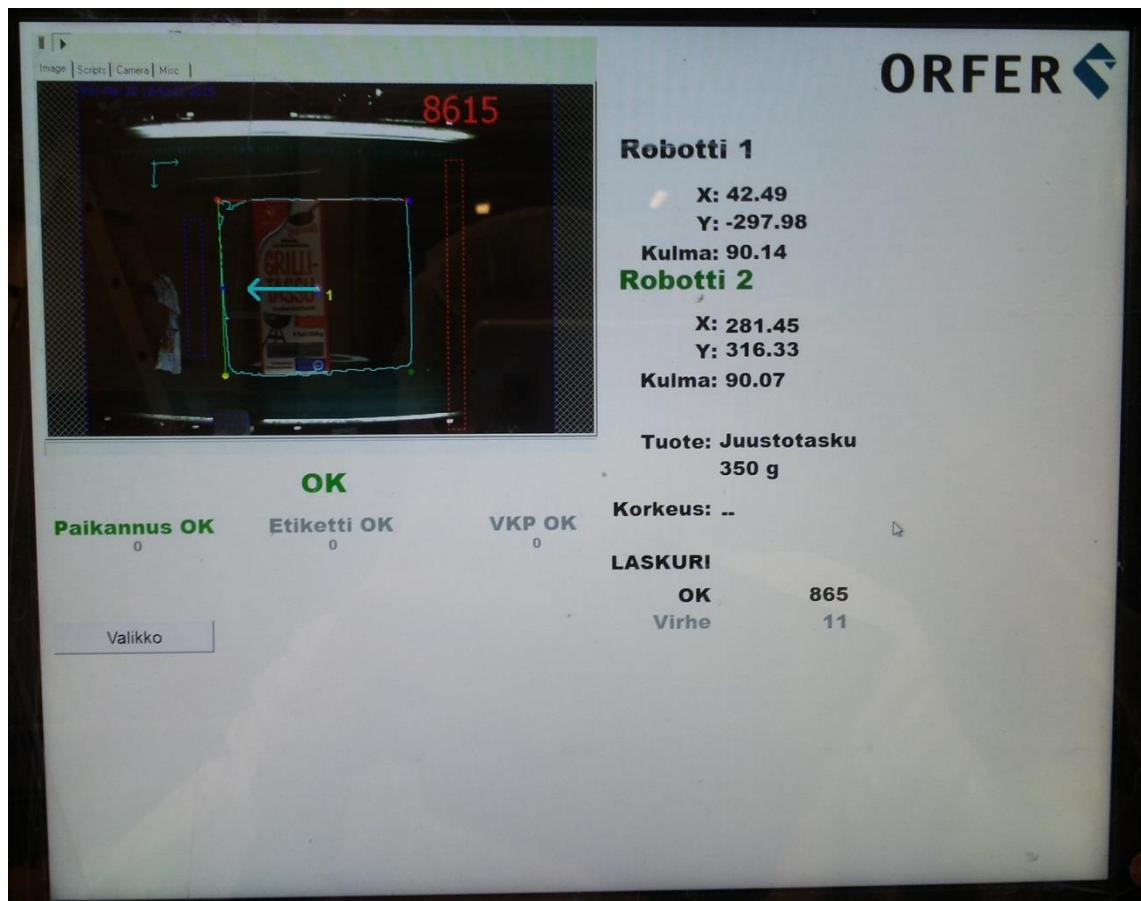 Image Scripts Camera Misc
8615
GRILLI-
TASSU
1
OK
Paikannus OK
0
Etiketti OK
0
VKP OK
0
Valikko
ORFER
Robotti 1
X: 42.49
Y: -297.98
Kulma: 90.14
Robotti 2
X: 281.45
Y: 316.33
Kulma: 90.07
Tuote: Juustotasku
350 g
Korkeus: --
LASKURI
OK 865
Virhe 11